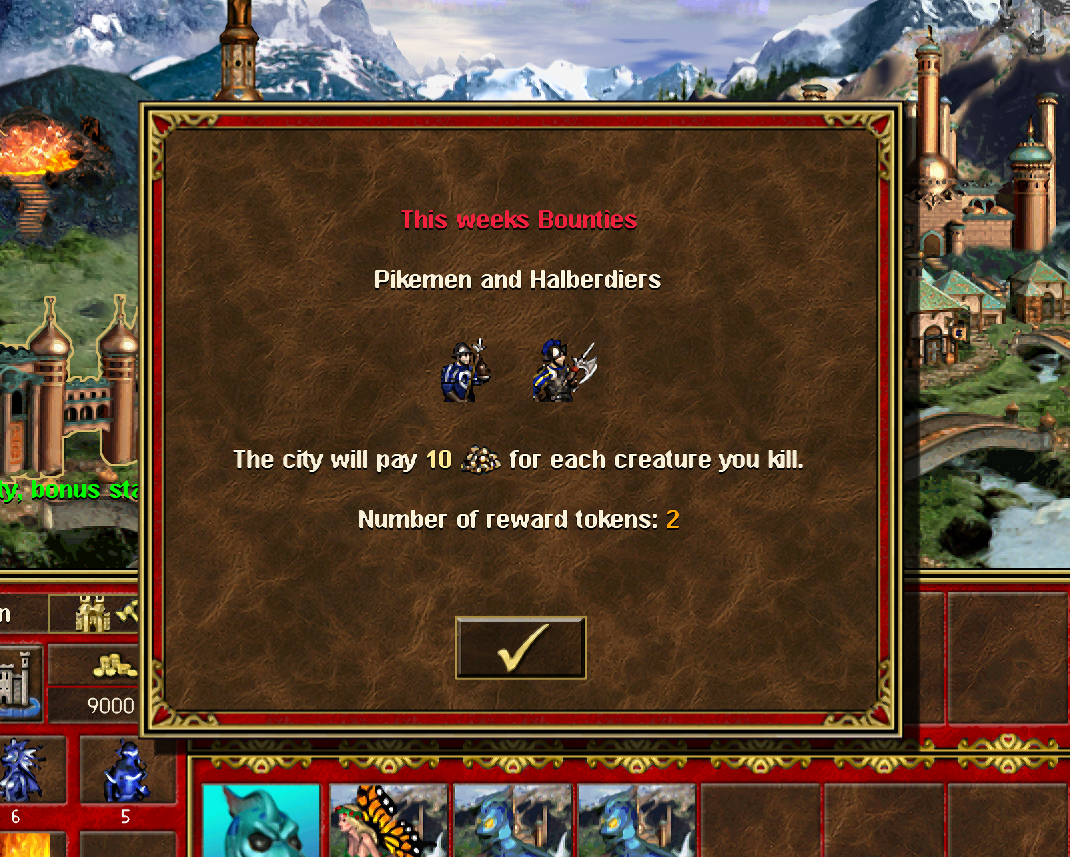 This weeks Bounties
Pikemen and Halberdiers
The city will pay 10 for each creature you kill.
Number of reward tokens: 2
bonus
9000
6
5